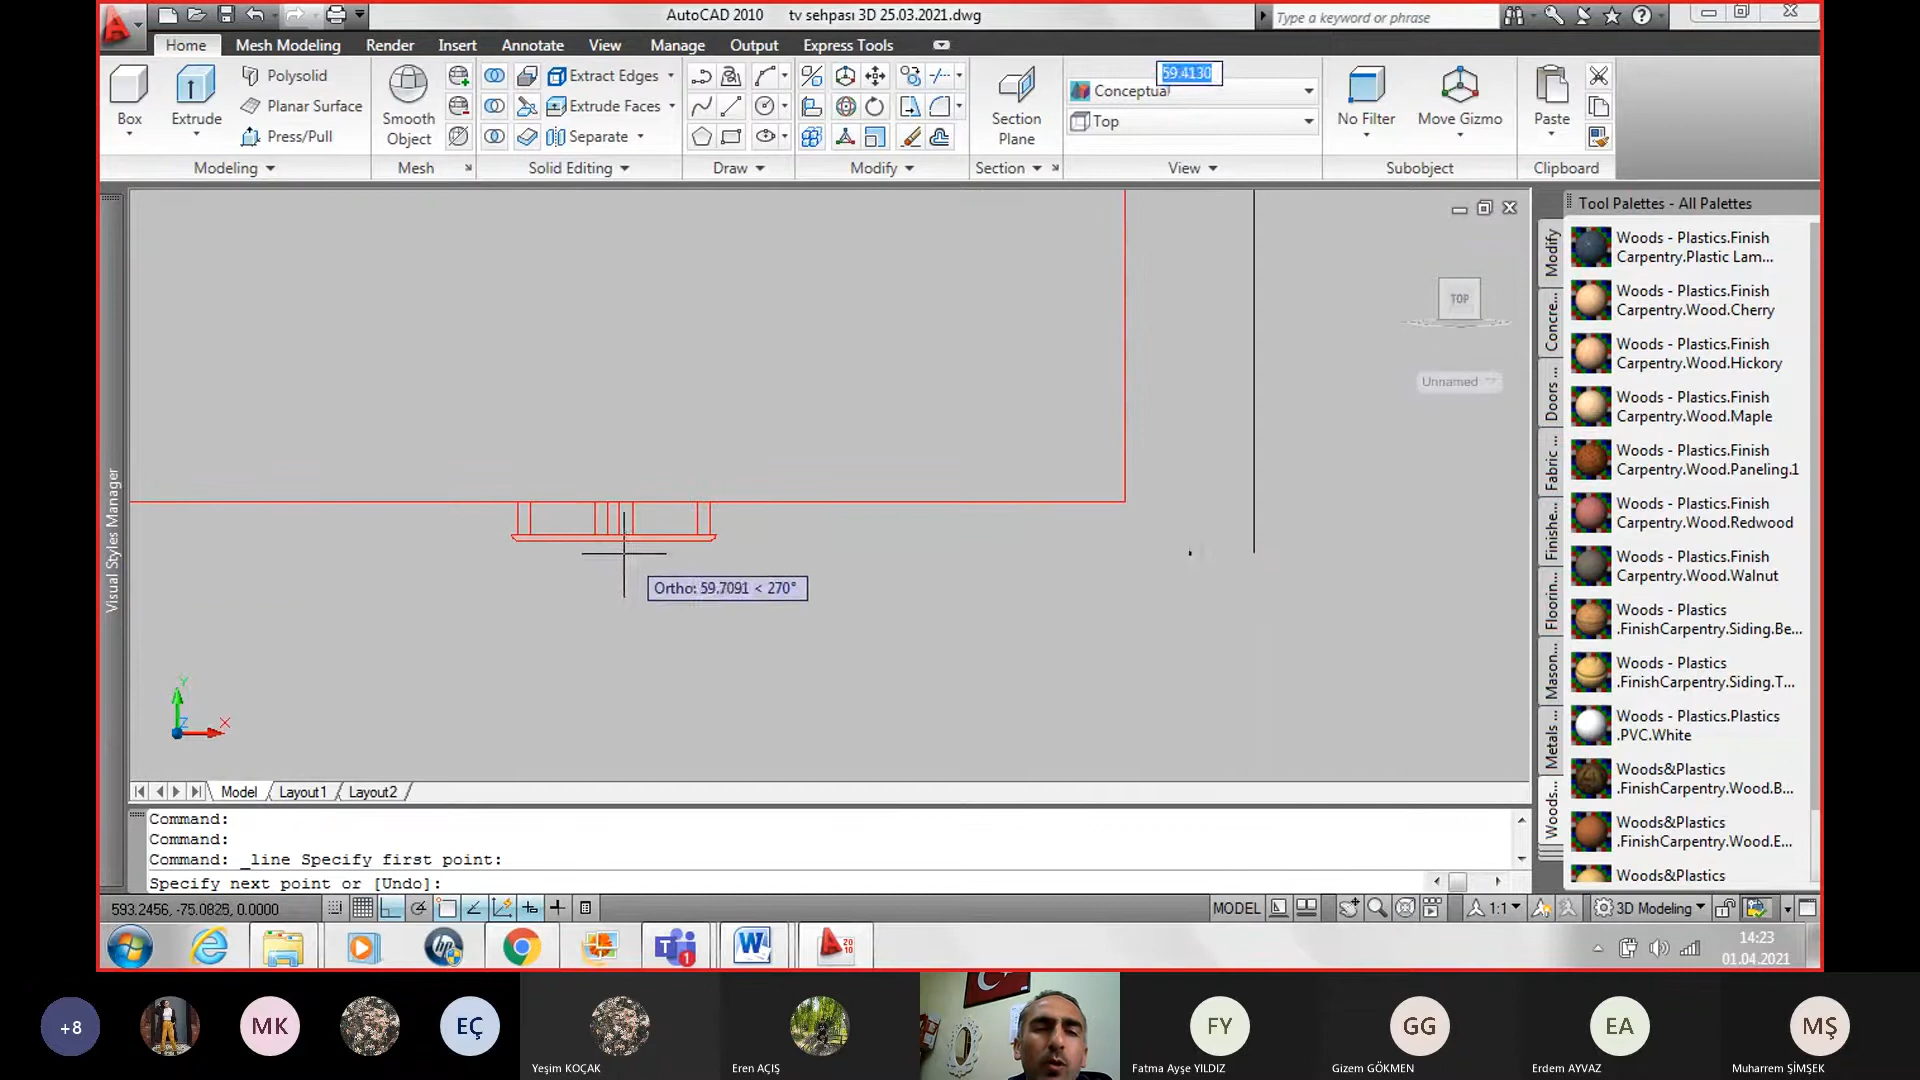 AutoCAD 2010 tv sehpası 3D 25.03.2021.dwg
Type a keyword or phrase
Home Mesh Modeling Render Insert Annotate View Manage Output Express Tools
Box
Extrude
Polysolid
Planar Surface
Press/Pull
Modeling
Smooth
Object
Mesh
Extract Edges
Extrude Faces
Separate
Solid Editing
Draw
Modify
Section
Plane
Section
59.4130
Conceptual
Top
View
No Filter
Move Gizmo
Subobject
Paste
Clipboard
Visual Styles Manager
TOP
Unnamed
Ortho: 59.7091 < 270°
Y
Z
X
Tool Palettes - All Palettes
Modify
Concre...
Doors ...
Fabric ...
Finishe...
Floorin...
Mason...
Metals ...
Woods...
Woods - Plastics.Finish
Carpentry.Plastic Lam...
Woods - Plastics.Finish
Carpentry.Wood.Cherry
Woods - Plastics.Finish
Carpentry.Wood.Hickory
Woods - Plastics.Finish
Carpentry.Wood.Maple
Woods - Plastics.Finish
Carpentry.Wood.Paneling.1
Woods - Plastics.Finish
Carpentry.Wood.Redwood
Woods - Plastics.Finish
Carpentry.Wood.Walnut
Woods - Plastics
.FinishCarpentry.Siding.Be...
Woods - Plastics
.FinishCarpentry.Siding.T...
Woods - Plastics.Plastics
.PVC.White
Woods&Plastics
.FinishCarpentry.Wood.B...
Woods&Plastics
.FinishCarpentry.Wood.E...
Woods&Plastics
Model Layout1 Layout2
Command:
Command:
Command: _line Specify first point:
Specify next point or [Undo]:
593.2456, -75.0825, 0.0000
MODEL
1:1
3D Modeling
14:23
01.04.2021
+8
MK
EÇ
Yeşim KOÇAK
Eren AÇIŞ
FY
Fatma Ayşe YILDIZ
GG
Gizem GÖKMEN
EA
Erdem AYVAZ
MŞ
Muharrem ŞİMŞEK